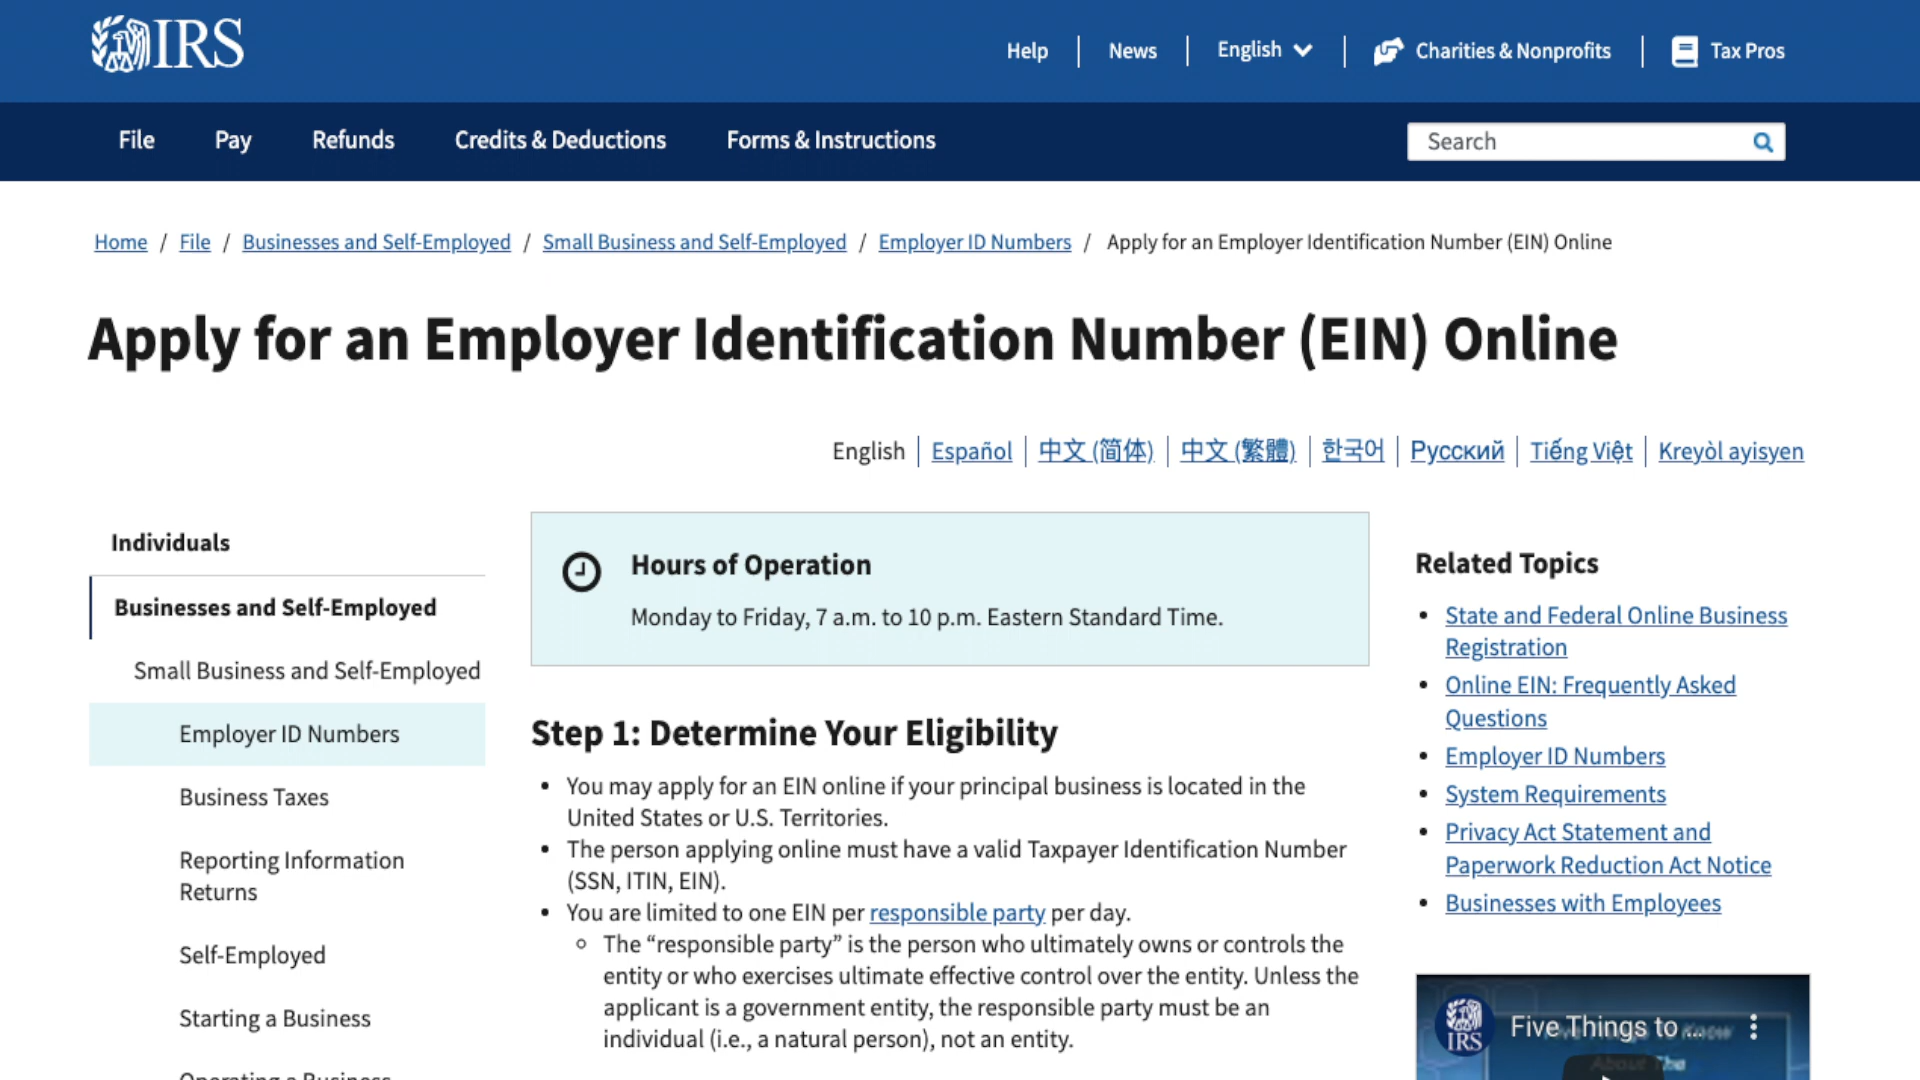 IRS
Help
News
English
Charities & Nonprofits
Tax Pros
File
Pay
Refunds
Credits & Deductions
Forms & Instructions
Search
Home / File / Businesses and Self-Employed / Small Business and Self-Employed / Employer ID Numbers / Apply for an Employer Identification Number (EIN) Online
Apply for an Employer Identification Number (EIN) Online
English | Español | 中文 (简体) | 中文 (繁體) | 한국어 | Русский | Tiếng Việt | Kreyòl ayisyen
Individuals
Businesses and Self-Employed
Small Business and Self-Employed
Employer ID Numbers
Business Taxes
Reporting Information
Returns
Self-Employed
Starting a Business
Operating a Business
Hours of Operation
Monday to Friday, 7 a.m. to 10 p.m. Eastern Standard Time.
Step 1: Determine Your Eligibility
• You may apply for an EIN online if your principal business is located in the
United States or U.S. Territories.
• The person applying online must have a valid Taxpayer Identification Number
(SSN, ITIN, EIN).
• You are limited to one EIN per responsible party per day.
○ The “responsible party” is the person who ultimately owns or controls the
entity or who exercises ultimate effective control over the entity. Unless the
applicant is a government entity, the responsible party must be an
individual (i.e., a natural person), not an entity.
Related Topics
• State and Federal Online Business
Registration
• Online EIN: Frequently Asked
Questions
• Employer ID Numbers
• System Requirements
• Privacy Act Statement and
Paperwork Reduction Act Notice
• Businesses with Employees
IRS
Five Things to ...
Know
About The